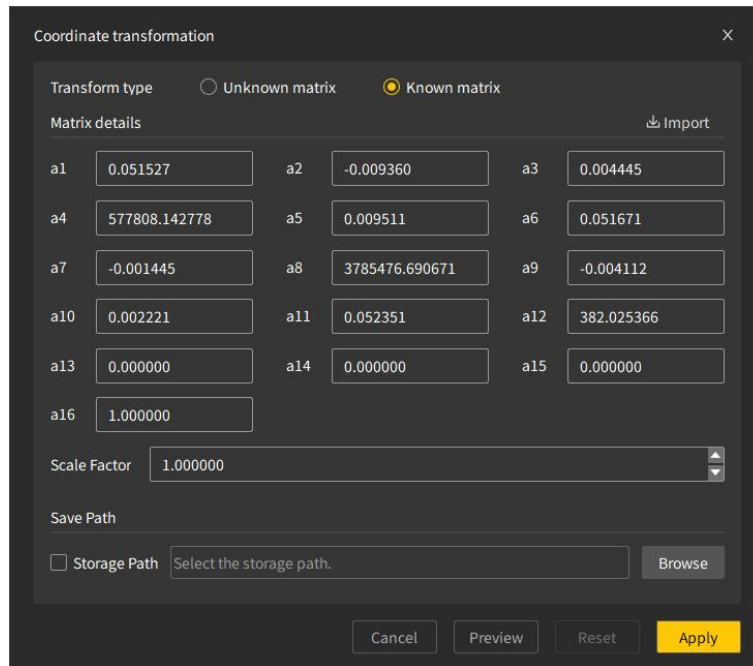 Coordinate transformation X
Transform type Unknown matrix Known matrix
Matrix details Import
a1 0.051527 a2 -0.009360 a3 0.004445
a4 577808.142778 a5 0.009511 a6 0.051671
a7 -0.001445 a8 3785476.690671 a9 -0.004112
a10 0.002221 a11 0.052351 a12 382.025366
a13 0.000000 a14 0.000000 a15 0.000000
a16 1.000000
Scale Factor 1.000000
Save Path
Storage Path Select the storage path. Browse
Cancel Preview Reset Apply